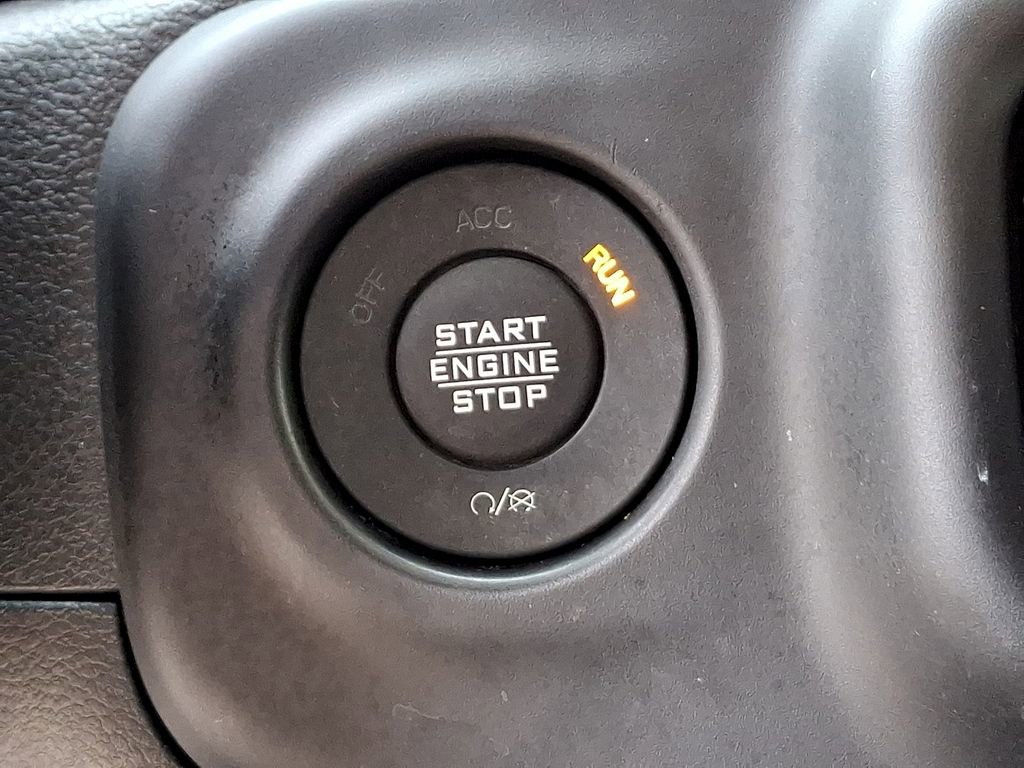 ACC
OFF
RUN
START
ENGINE
STOP